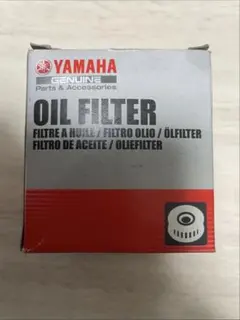 YAMAHA
GENUINE
Parts & Accessories
OIL FILTER
FILTRE A HUILE / FILTRO OLIO / ÖLFILTER
FILTRO DE ACEITE / OLIEFILTER